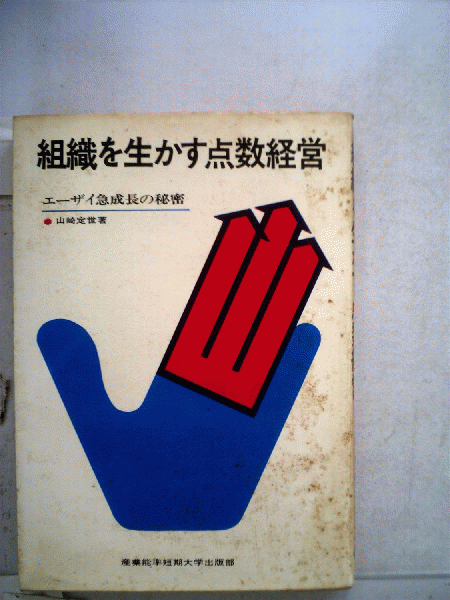 組織を生かす点数経営
エーザイ急成長の秘密
山崎定世著
産業能率短期大学出版部